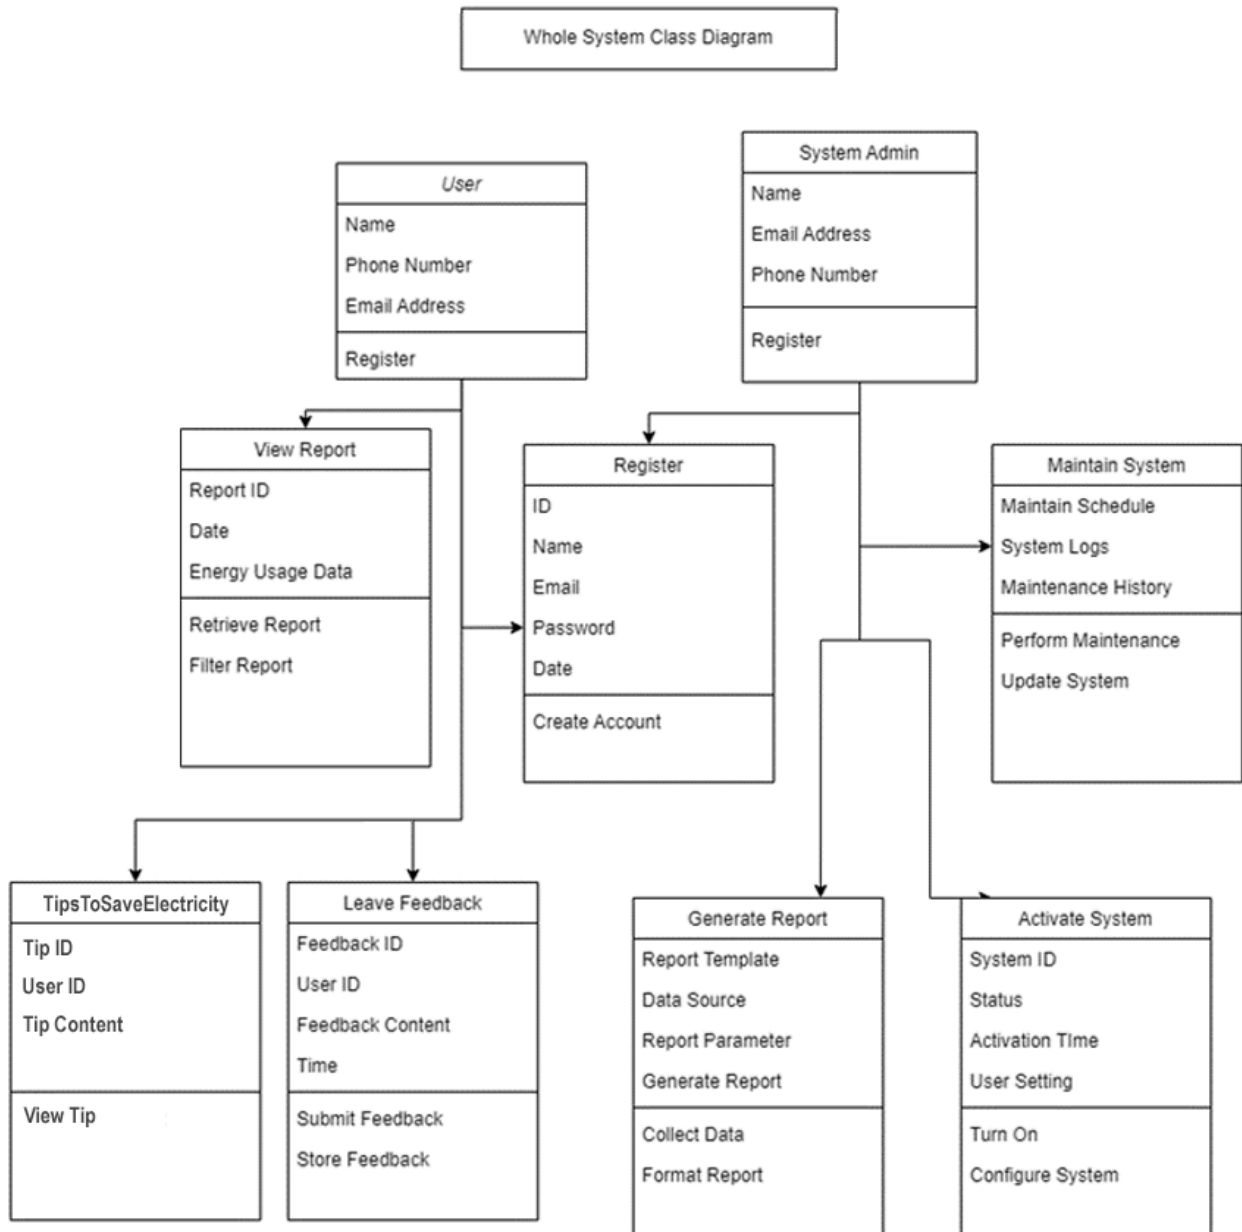 Whole System Class Diagram
User
Name
Phone Number
Email Address
Register
System Admin
Name
Email Address
Phone Number
Register
View Report
Report ID
Date
Energy Usage Data
Retrieve Report
Filter Report
Register
ID
Name
Email
Password
Date
Create Account
Maintain System
Maintain Schedule
System Logs
Maintenance History
Perform Maintenance
Update System
TipsToSaveElectricity
Tip ID
User ID
Tip Content
View Tip
Leave Feedback
Feedback ID
User ID
Feedback Content
Time
Submit Feedback
Store Feedback
Generate Report
Report Template
Data Source
Report Parameter
Generate Report
Collect Data
Format Report
Activate System
System ID
Status
Activation TIme
User Setting
Turn On
Configure System